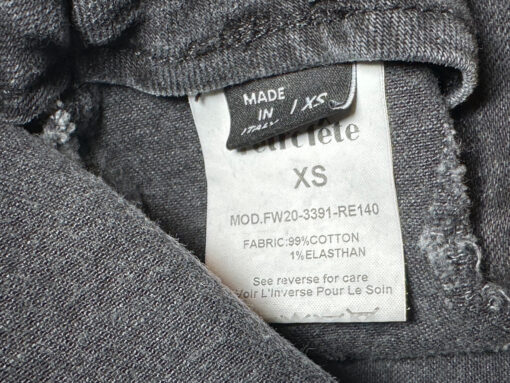 MADE
IN
ITALY
XS
XS
MOD.FW20-3391-RE140
FABRIC:99%COTTON
1%ELASTHAN
See reverse for care
Voir L'Inverse Pour Le Soin